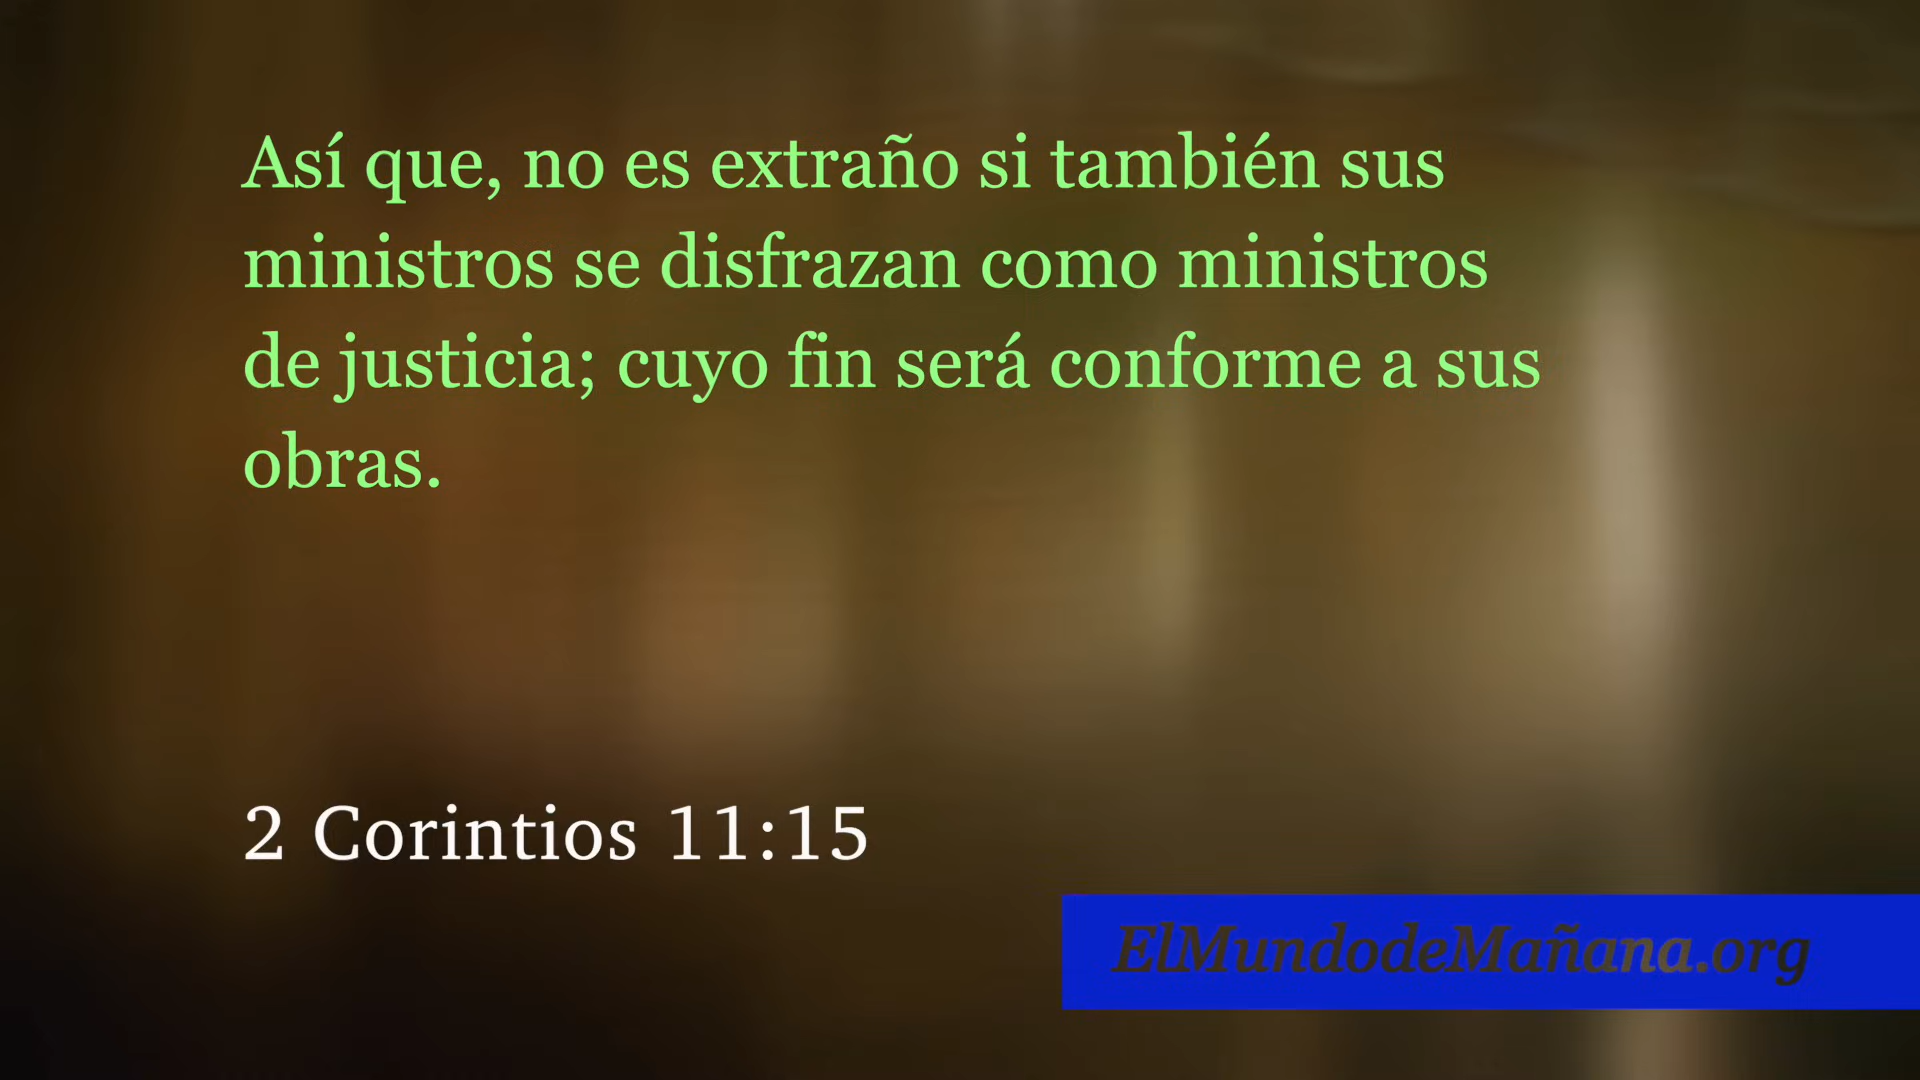 Así que, no es extraño si también sus
ministros se disfrazan como ministros
de justicia; cuyo fin será conforme a sus
obras.
2 Corintios 11:15
ElMundodeMañana.org